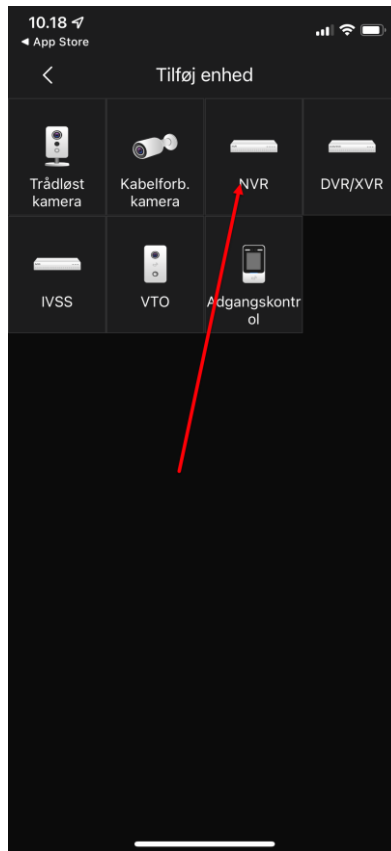 10.18
◀ App Store
Tilføj enhed
Trådløst
kamera
Kabelforb.
kamera
NVR
DVR/XVR
IVSS
VTO
Adgangskontr
ol